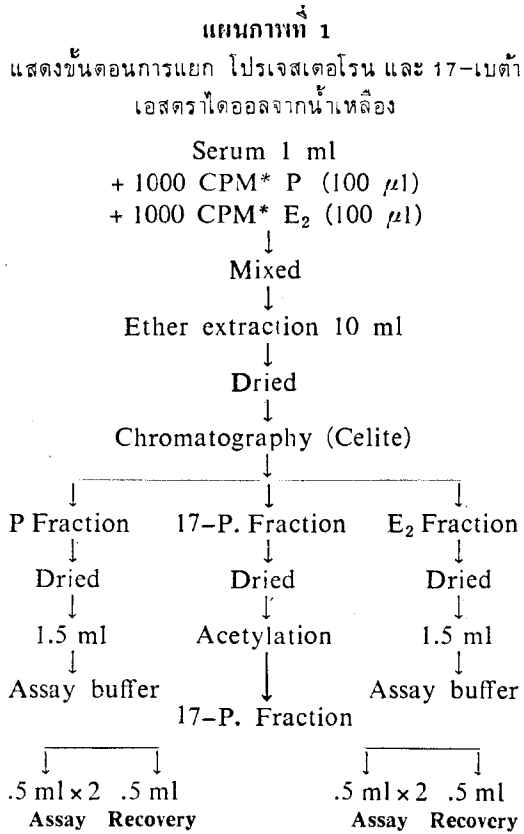 แผนภาพที่ 1
แสดงขั้นตอนการแยก โปรเจสเตอโรน และ 17-เบต้า
เอสตราไดออลจากน้ำเหลือง
Serum 1 ml
+ 1000 CPM* P (100 μl)
+ 1000 CPM* E₂ (100 μl)
Mixed
Ether extraction 10 ml
Dried
Chromatography (Celite)
P Fraction 17-P. Fraction E₂ Fraction
Dried Dried Dried
1.5 ml Acetylation 1.5 ml
Assay buffer Assay buffer
17-P. Fraction
.5 ml × 2 .5 ml .5 ml × 2 .5 ml
Assay Recovery Assay Recovery